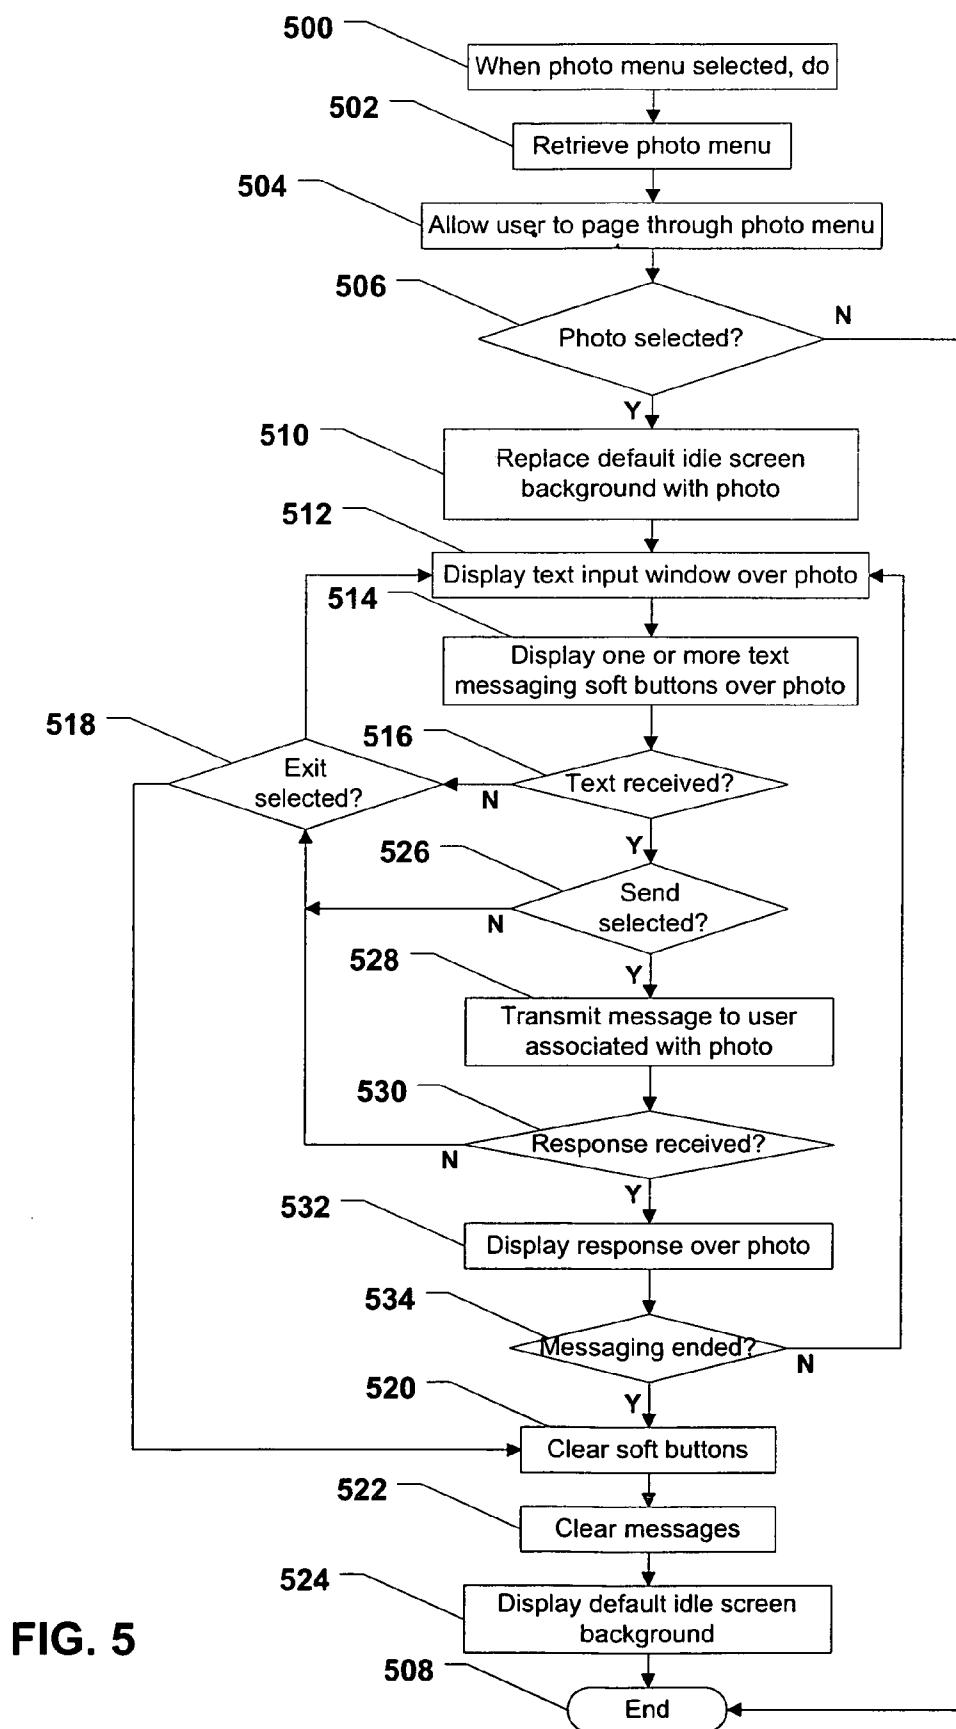 500
When photo menu selected, do
502
Retrieve photo menu
504
Allow user to page through photo menu
506
Photo selected?
N
Y
510
Replace default idle screen
background with photo
512
Display text input window over photo
514
Display one or more text
messaging soft buttons over photo
518
Exit
selected?
516
Text received?
N
Y
526
Send
selected?
N
Y
528
Transmit message to user
associated with photo
530
Response received?
N
Y
532
Display response over photo
534
Messaging ended?
N
Y
520
Clear soft buttons
522
Clear messages
524
Display default idle screen
background
508
End
FIG. 5